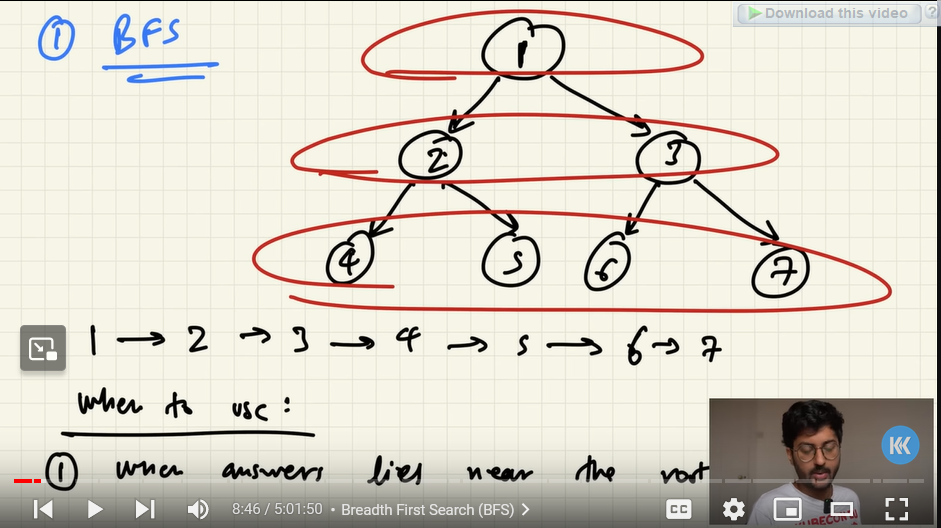 ① BFS
Download this video ?
1
2 3
4 5 6 7
1 → 2 → 3 → 4 → 5 → 6 → 7
When to use :
① when answers lies near the root
8:46 / 5:01:50 • Breadth First Search (BFS) >
CC